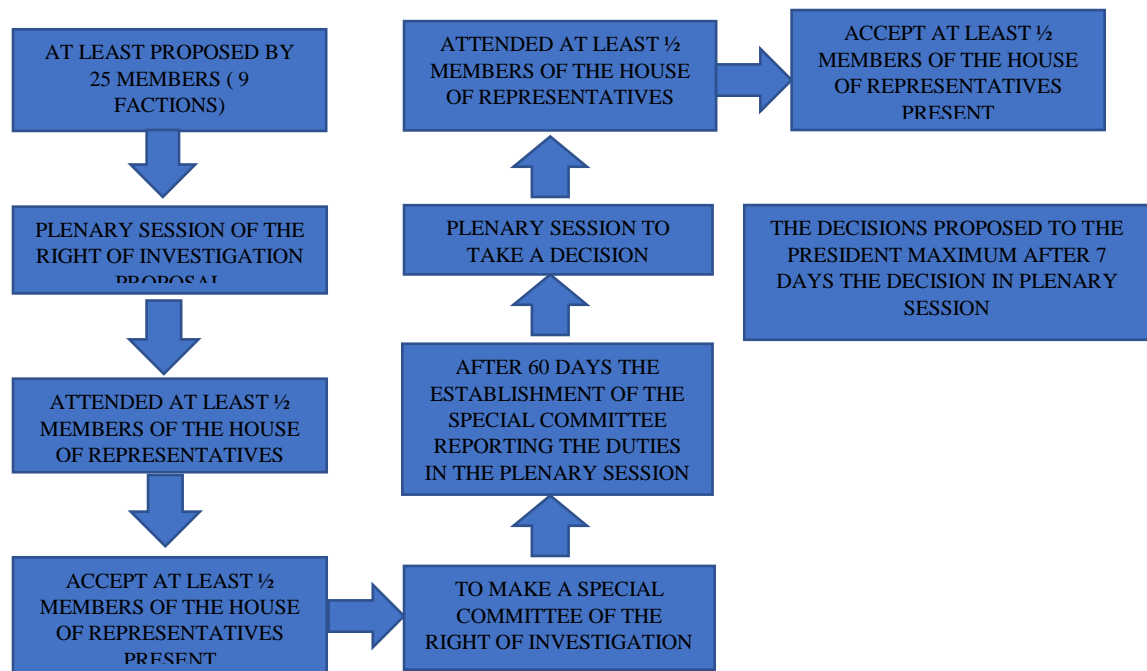 AT LEAST PROPOSED BY
25 MEMBERS ( 9
FACTIONS)
PLENARY SESSION OF THE
RIGHT OF INVESTIGATION
PROPOSAL
ATTENDED AT LEAST ½
MEMBERS OF THE HOUSE
OF REPRESENTATIVES
ACCEPT AT LEAST ½
MEMBERS OF THE HOUSE
OF REPRESENTATIVES
PRESENT
TO MAKE A SPECIAL
COMMITTEE OF THE
RIGHT OF INVESTIGATION
AFTER 60 DAYS THE
ESTABLISHMENT OF THE
SPECIAL COMMITTEE
REPORTING THE DUTIES
IN THE PLENARY SESSION
PLENARY SESSION TO
TAKE A DECISION
ATTENDED AT LEAST ½
MEMBERS OF THE HOUSE
OF REPRESENTATIVES
ACCEPT AT LEAST ½
MEMBERS OF THE HOUSE
OF REPRESENTATIVES
PRESENT
THE DECISIONS PROPOSED TO THE
PRESIDENT MAXIMUM AFTER 7
DAYS THE DECISION IN PLENARY
SESSION